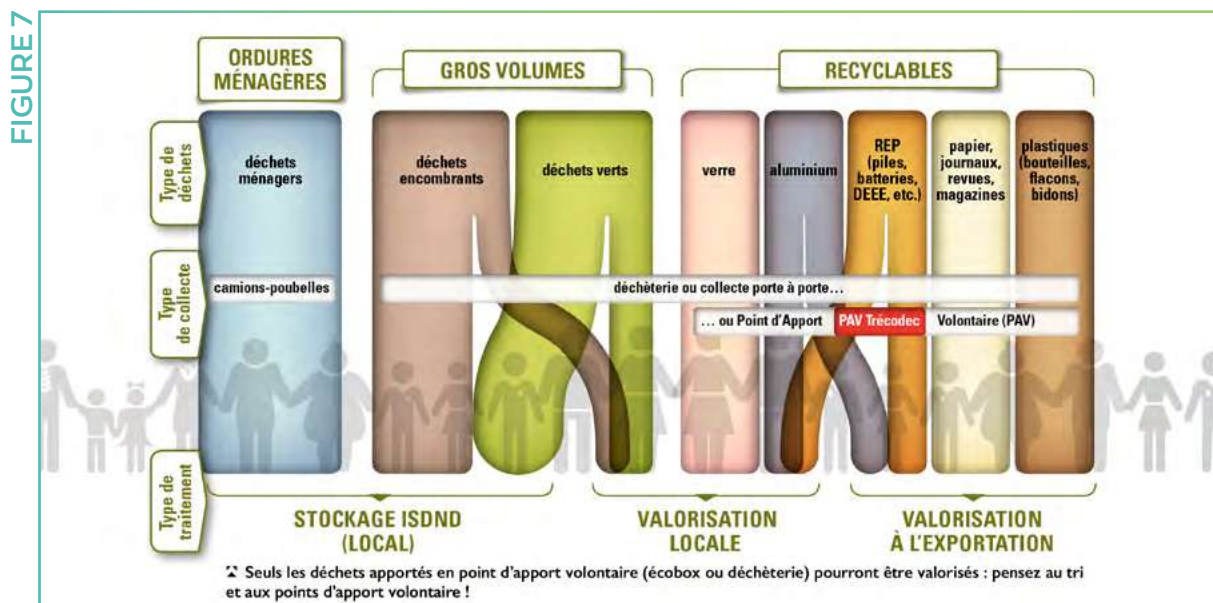 FIGURE 7
ORDURES
MÉNAGÈRES
GROS VOLUMES
RECYCLABLES
Type de
déchets
déchets
ménagers
déchets
encombrants
déchets verts
verre
aluminium
REP
(piles,
batteries,
DEEE, etc.)
papier,
journaux,
revues,
magazines
plastiques
(bouteilles,
flacons,
bidons)
Type
de collecte
camions-poubelles
déchèterie ou collecte porte à porte...
... ou Point d'Apport
PAV Trécodec
Volontaire (PAV)
Type de
traitement
STOCKAGE ISDND
(LOCAL)
VALORISATION
LOCALE
VALORISATION
À L'EXPORTATION
Seuls les déchets apportés en point d'apport volontaire (écobox ou déchèterie) pourront être valorisés : pensez au tri
et aux points d'apport volontaire !